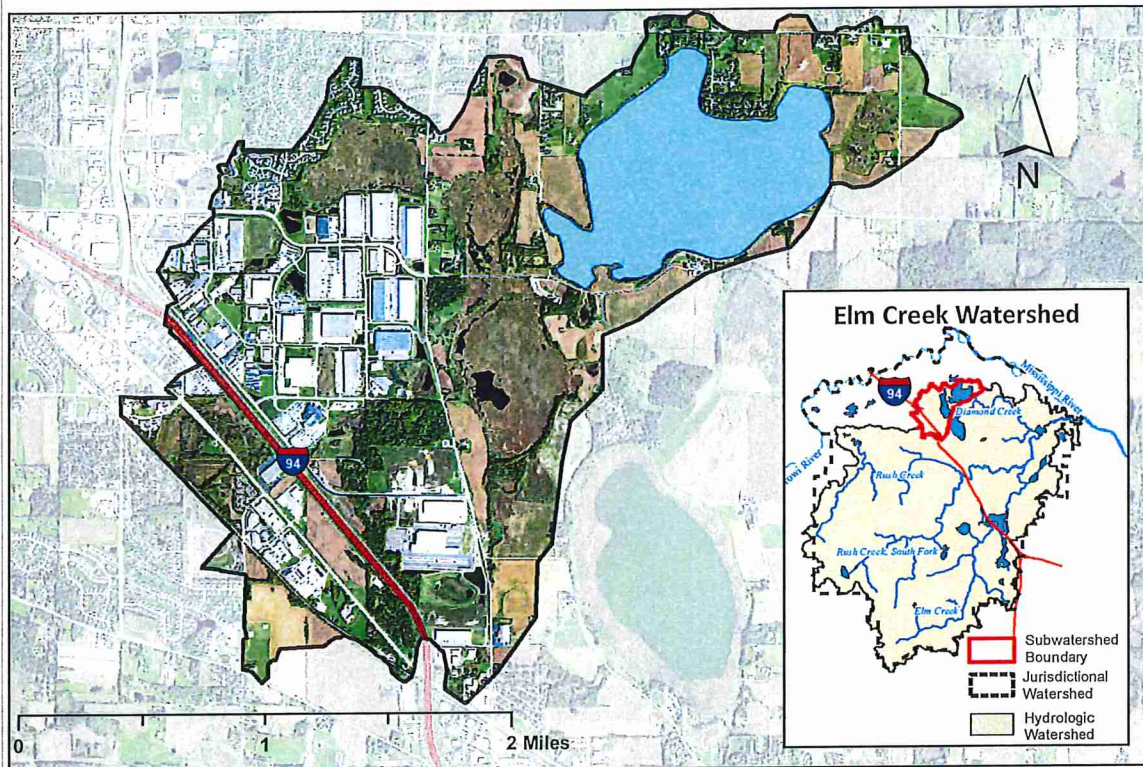 N
94
0
1
2 Miles
Elm Creek Watershed
94
Mississippi River
Diamond Creek
Rush Creek
Rush Creek, South Fork
Elm Creek
Subwatershed
Boundary
Jurisdictional
Watershed
Hydrologic
Watershed